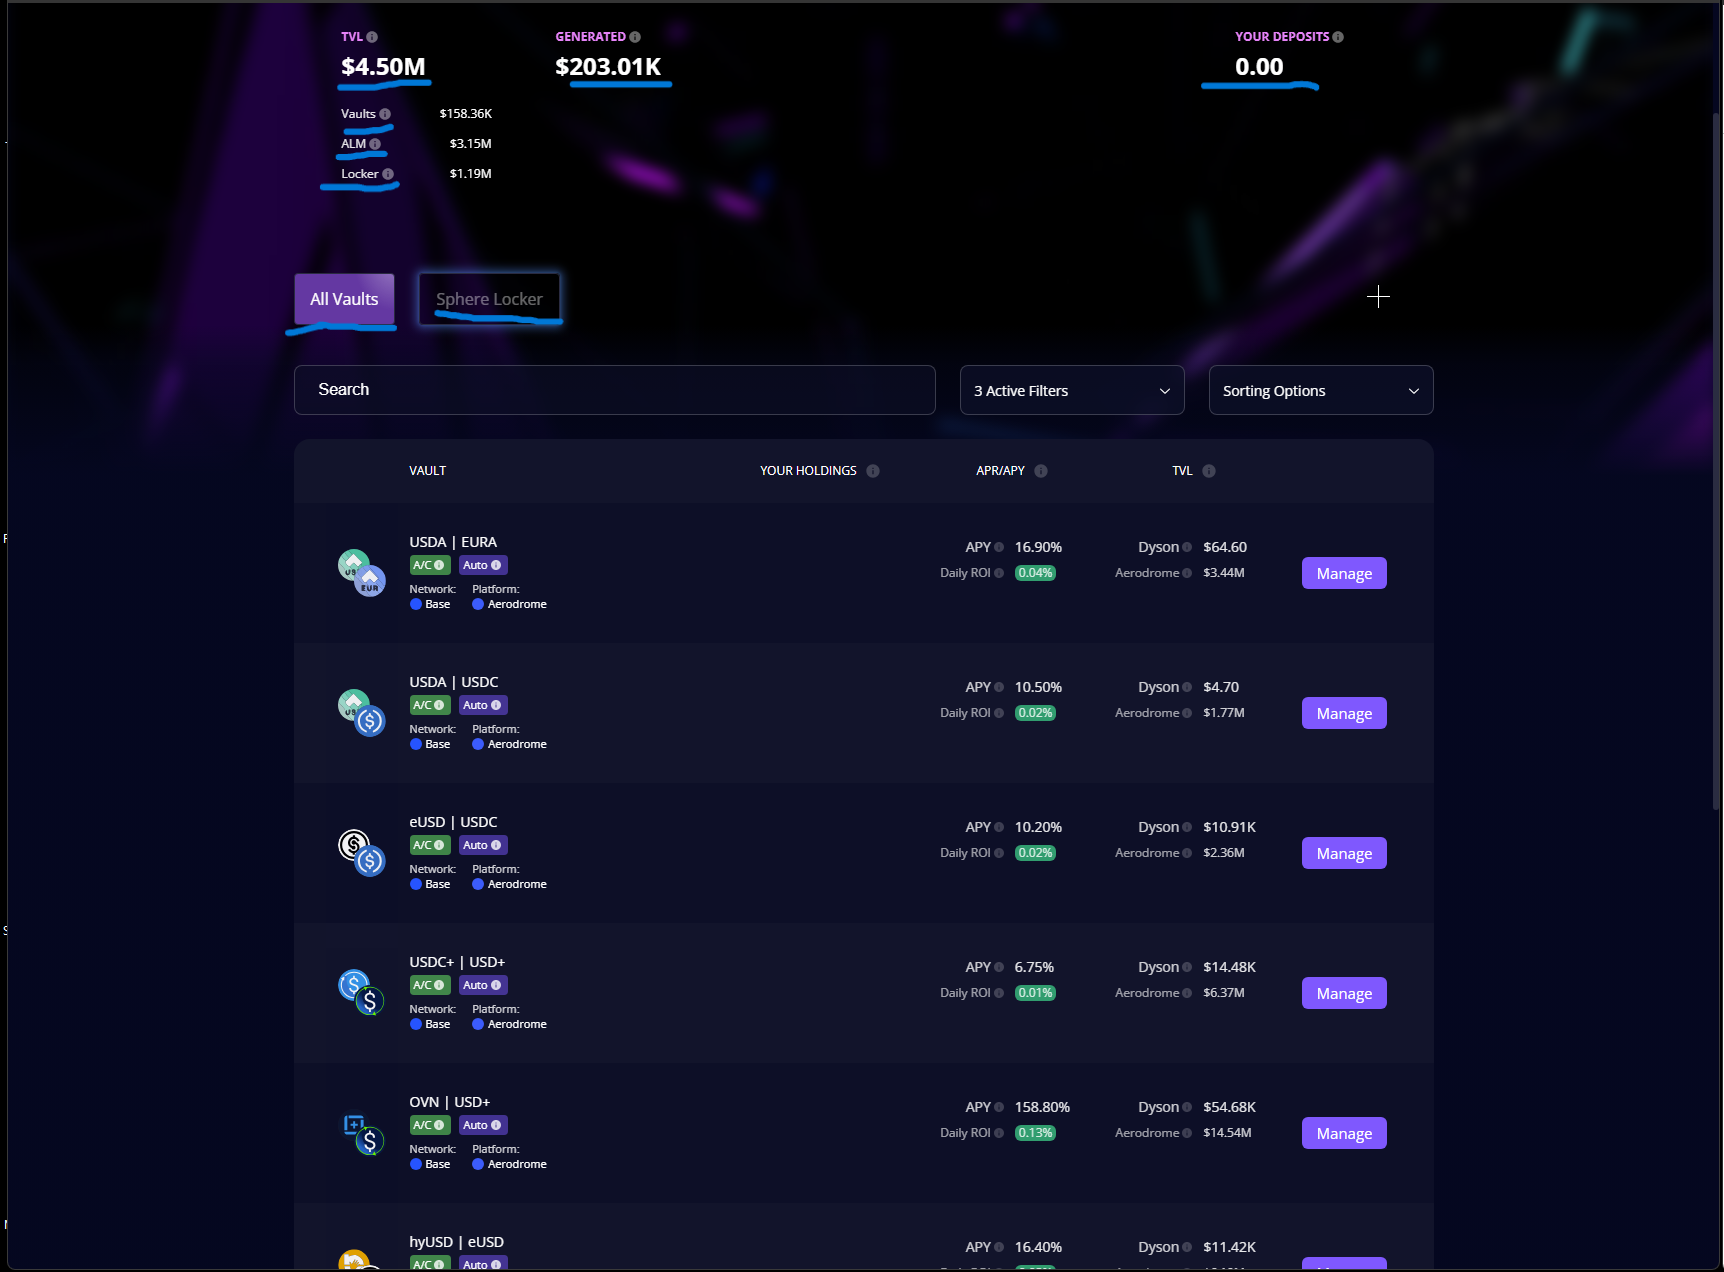 TVL GENERATED YOUR DEPOSITS
$4.50M $203.01K 0.00
Vaults $158.36K
ALM $3.15M
Locker $1.19M
All Vaults Sphere Locker
Search 3 Active Filters Sorting Options
VAULT YOUR HOLDINGS APR/APY TVL
USDA | EURA
A/C Auto
Network: Platform:
Base Aerodrome
APY 16.90% Dyson $64.60
Daily ROI 0.04% Aerodrome $3.44M
Manage
USDA | USDC
A/C Auto
Network: Platform:
Base Aerodrome
APY 10.50% Dyson $4.70
Daily ROI 0.02% Aerodrome $1.77M
Manage
eUSD | USDC
A/C Auto
Network: Platform:
Base Aerodrome
APY 10.20% Dyson $10.91K
Daily ROI 0.02% Aerodrome $2.36M
Manage
USDC+ | USD+
A/C Auto
Network: Platform:
Base Aerodrome
APY 6.75% Dyson $14.48K
Daily ROI 0.01% Aerodrome $6.37M
Manage
OVN | USD+
A/C Auto
Network: Platform:
Base Aerodrome
APY 158.80% Dyson $54.68K
Daily ROI 0.13% Aerodrome $14.54M
Manage
hyUSD | eUSD
A/C Auto
APY 16.40% Dyson $11.42K